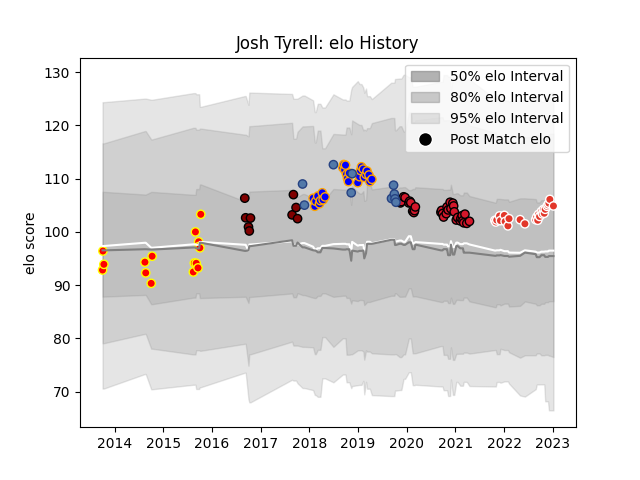 Josh Tyrell: elo History
50% elo Interval
80% elo Interval
95% elo Interval
Post Match elo
elo score
130
120
110
100
90
80
70
2014 2015 2016 2017 2018 2019 2020 2021 2022 2023